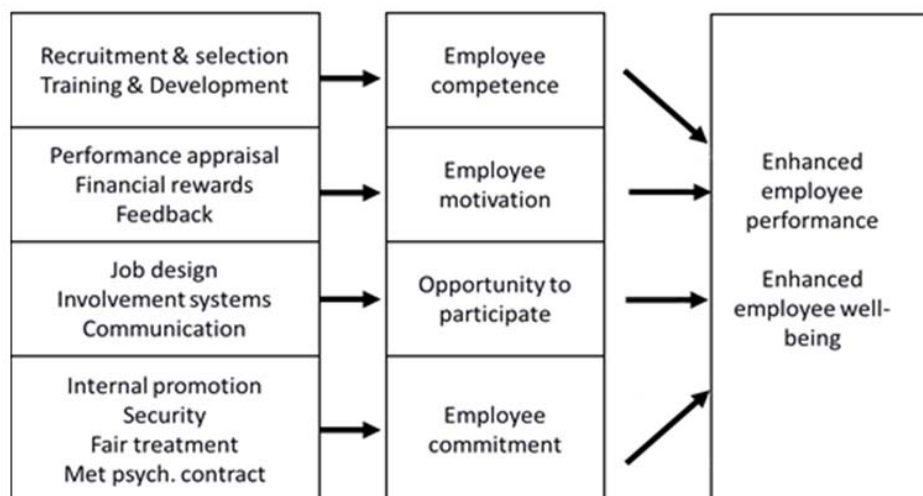 Recruitment & selection
Training & Development
Employee
competence
Performance appraisal
Financial rewards
Feedback
Employee
motivation
Job design
Involvement systems
Communication
Opportunity to
participate
Internal promotion
Security
Fair treatment
Met psych. contract
Employee
commitment
Enhanced
employee
performance
Enhanced
employee well-
being